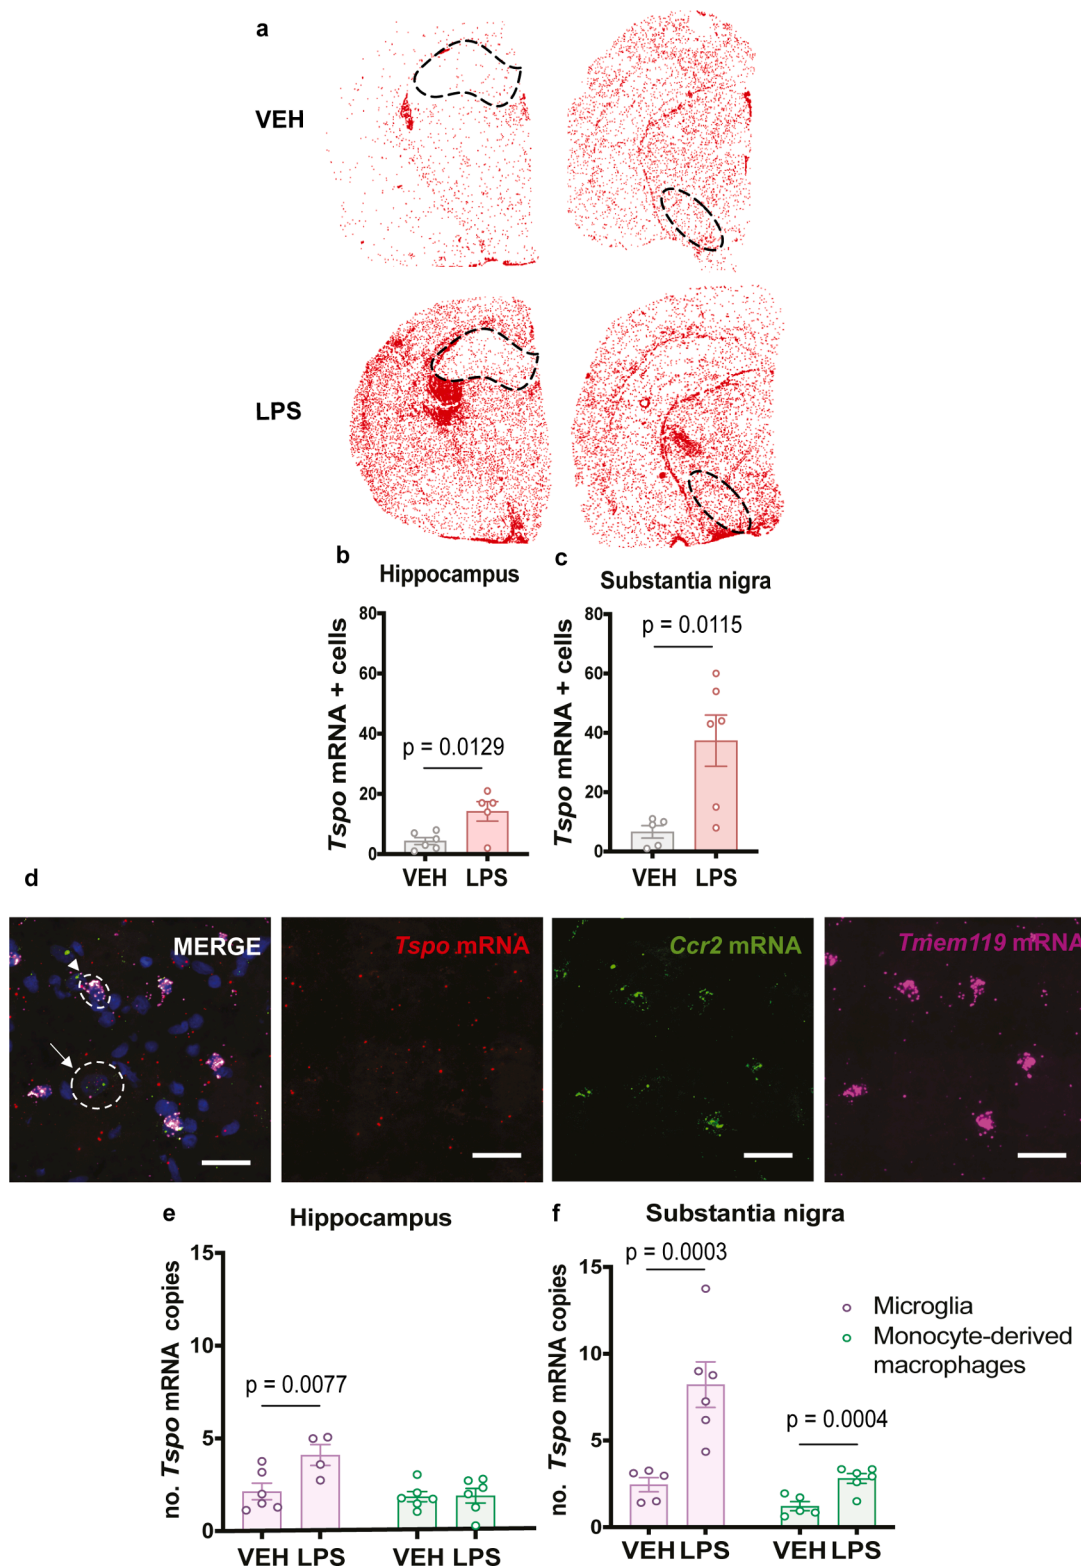 a
VEH
LPS
b
Hippocampus
c
Substantia nigra
Tspo mRNA + cells
80
60
40
20
0
p = 0.0129
VEH LPS
Tspo mRNA + cells
80
60
40
20
0
p = 0.0115
VEH LPS
d
MERGE
Tspo mRNA
Ccr2 mRNA
Tmem119 mRNA
e
Hippocampus
f
Substantia nigra
no. Tspo mRNA copies
15
10
5
0
p = 0.0077
VEH LPS VEH LPS
no. Tspo mRNA copies
15
10
5
0
p = 0.0003
p = 0.0004
VEH LPS VEH LPS
Microglia
Monocyte-derived
macrophages